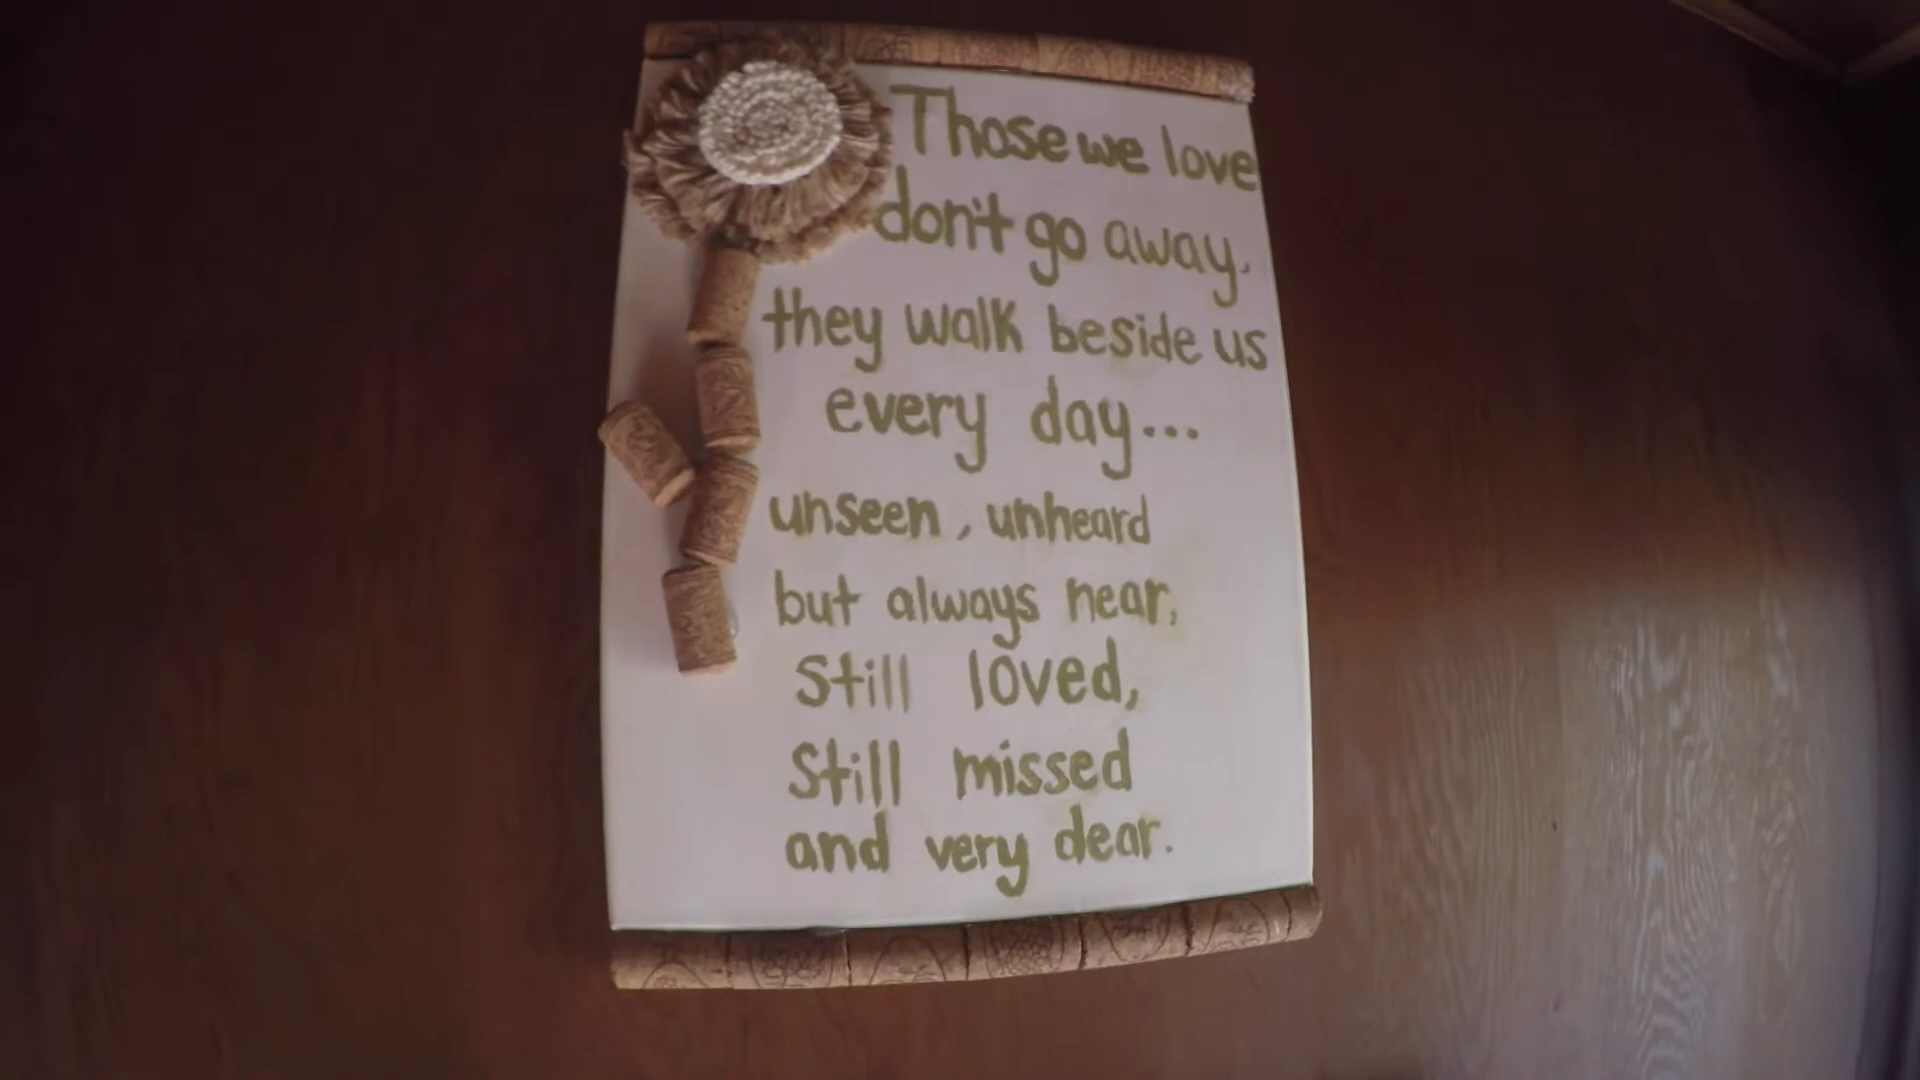 Those we love
don't go away,
they walk beside us
every day...
unseen, unheard
but always near,
Still loved,
Still missed
and very dear.